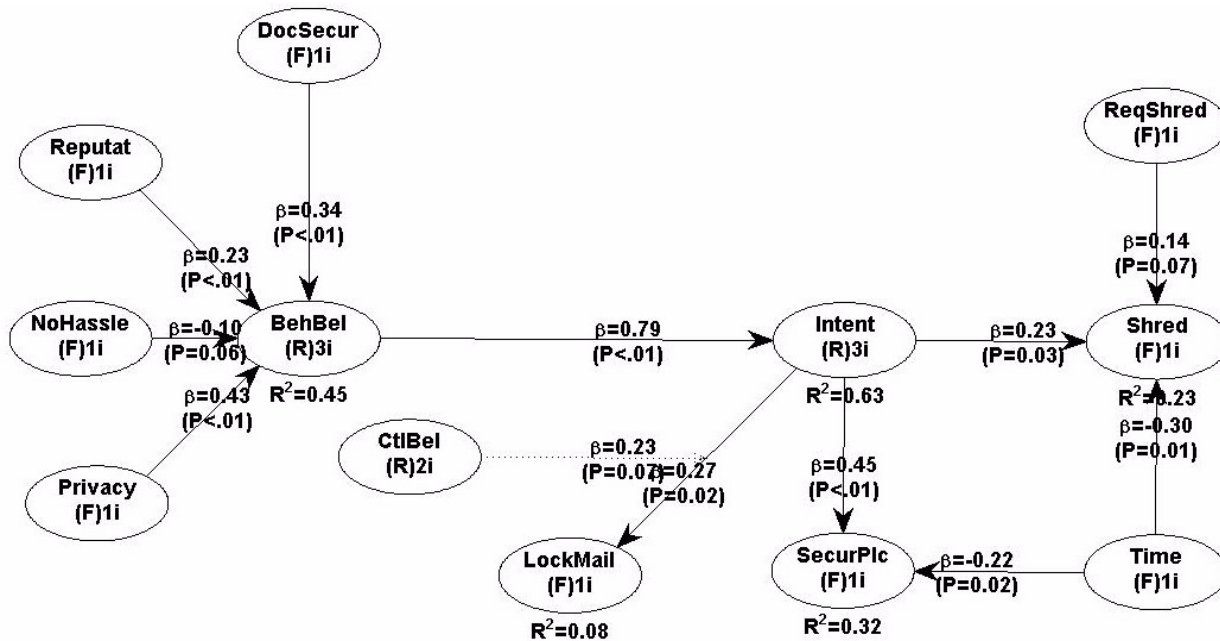 DocSecur
(F)1i
ReqShred
(F)1i
Reputat
(F)1i
β=0.34
(P<.01)
β=0.23
(P<.01)
β=0.14
(P=0.07)
NoHassle
(F)1i
β=-0.10
(P=0.06)
BehBel
(R)3i
R²=0.45
β=0.79
(P<.01)
Intent
(R)3i
R²=0.63
β=0.23
(P=0.03)
Shred
(F)1i
R²=0.23
β=-0.30
(P=0.01)
β=0.43
(P<.01)
CtlBel
(R)2i
β=0.23
(P=0.07)
β=0.27
(P=0.02)
β=0.45
(P<.01)
Privacy
(F)1i
LockMail
(F)1i
R²=0.08
SecurPlc
(F)1i
R²=0.32
β=-0.22
(P=0.02)
Time
(F)1i